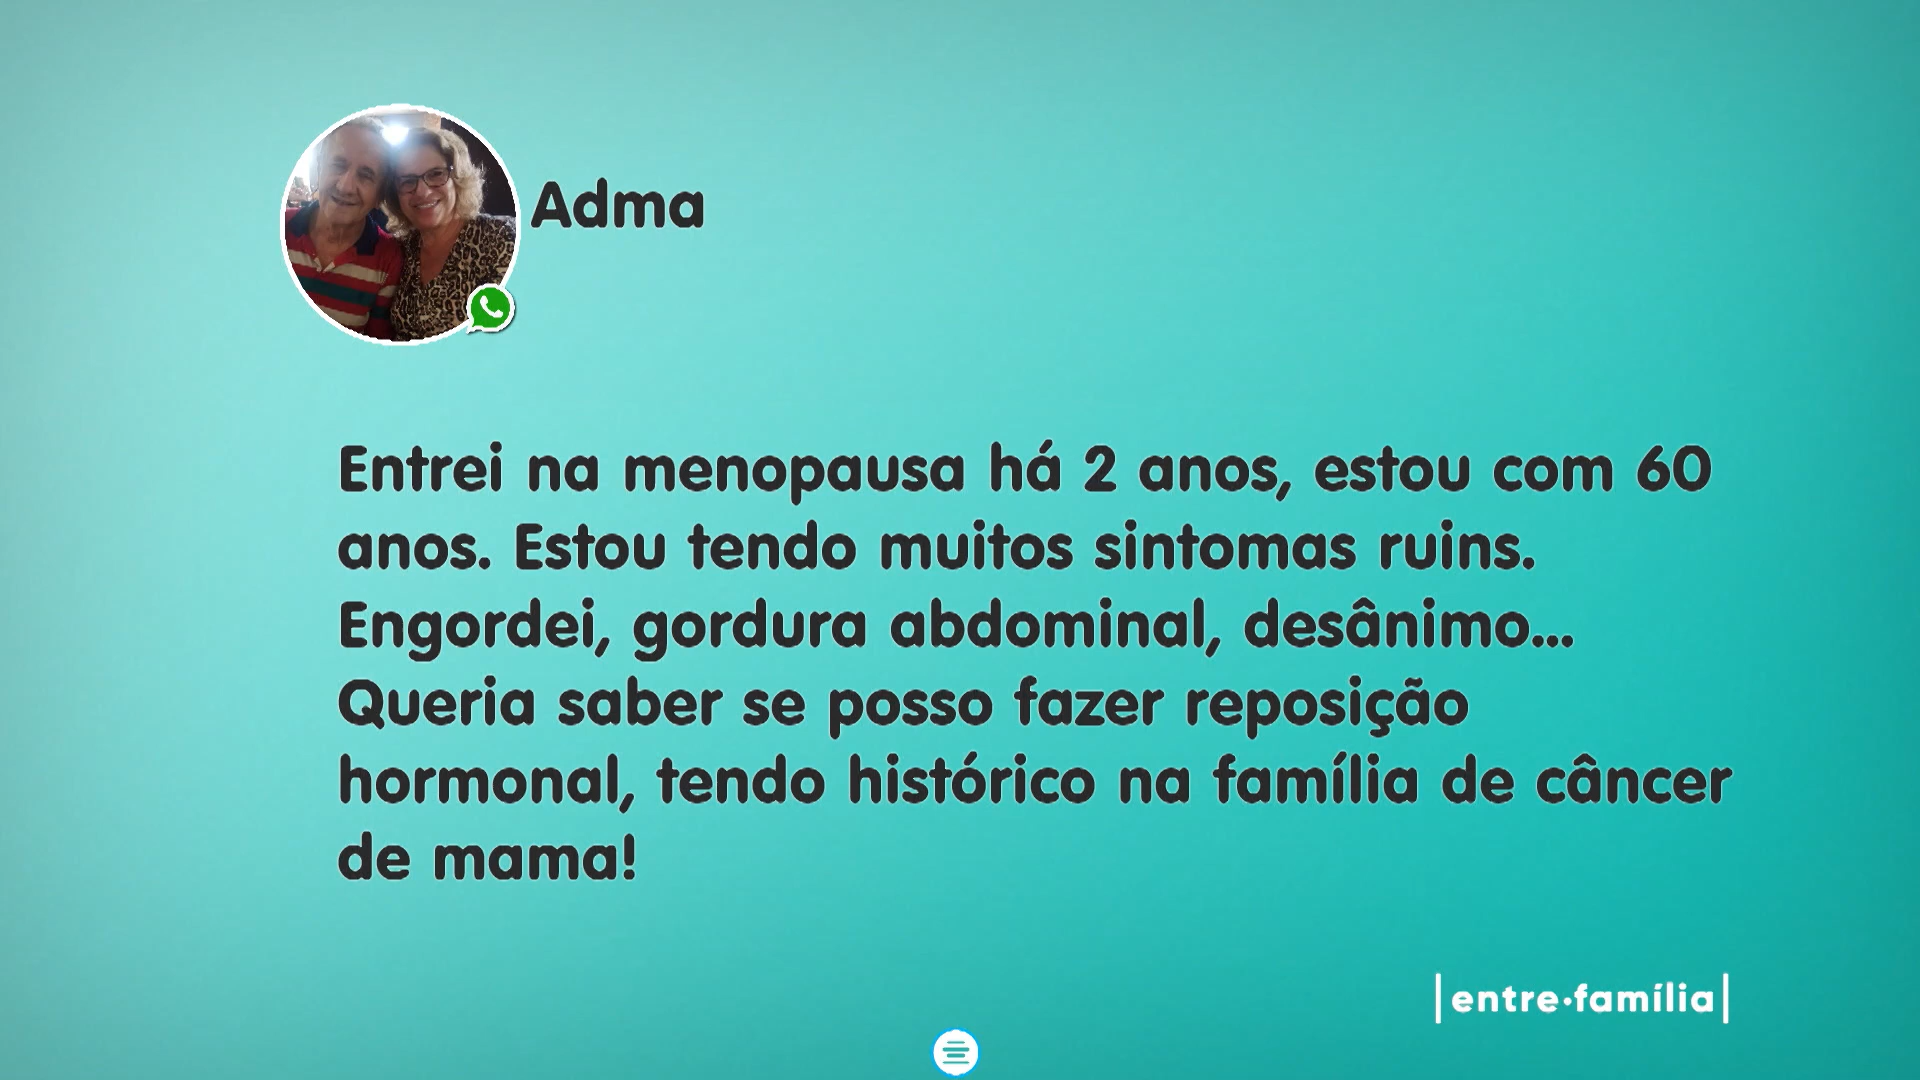 Adma
Entrei na menopausa há 2 anos, estou com 60
anos. Estou tendo muitos sintomas ruins.
Engordei, gordura abdominal, desânimo...
Queria saber se posso fazer reposição
hormonal, tendo histórico na família de câncer
de mama!
|entre•família|